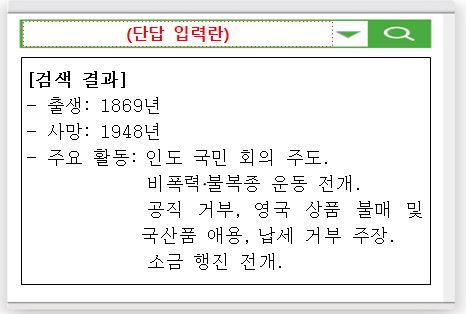 (단답 입력란)
[검색 결과]
- 출생: 1869년
- 사망: 1948년
- 주요 활동: 인도 국민 회의 주도.
비폭력·불복종 운동 전개.
공직 거부, 영국 상품 불매 및
국산품 애용, 납세 거부 주장.
소금 행진 전개.